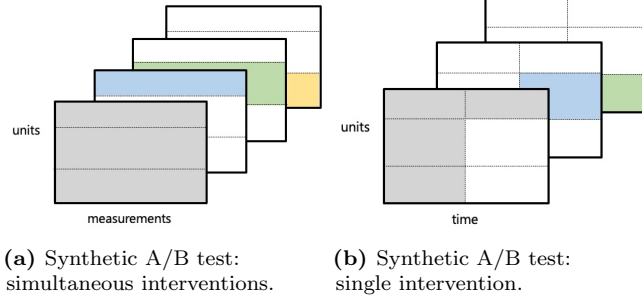 units
measurements
units
time
(a) Synthetic A/B test:
simultaneous interventions.
(b) Synthetic A/B test:
single intervention.